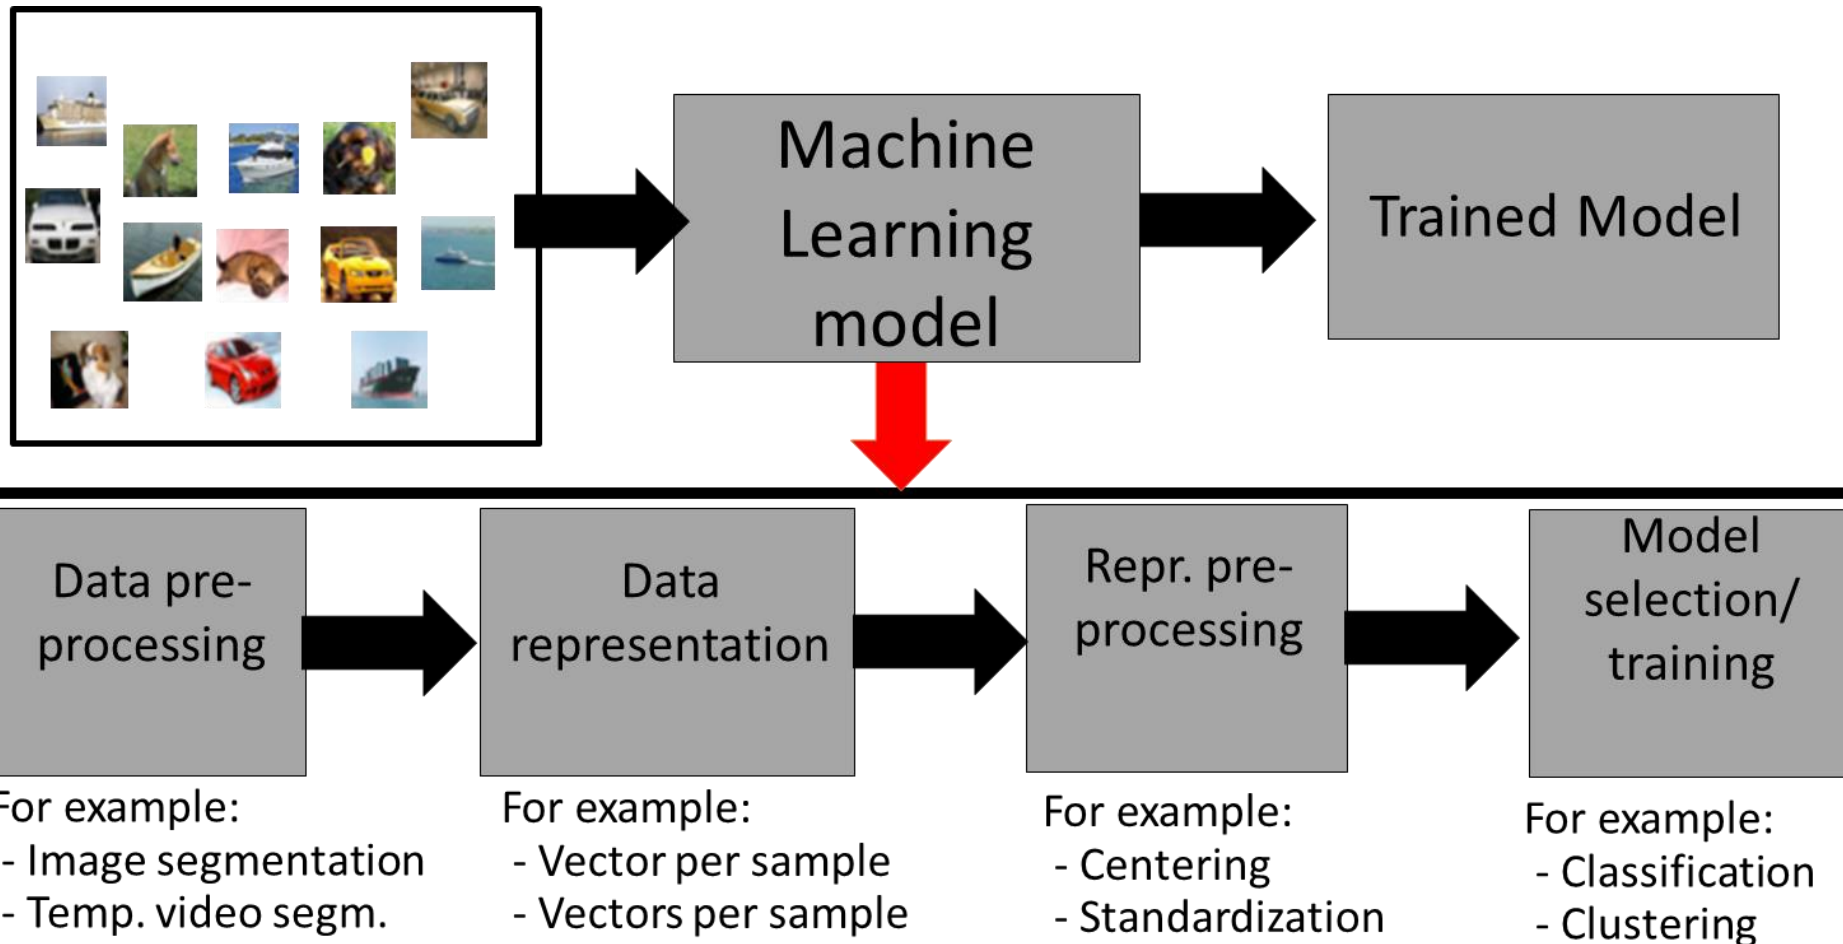 Machine
Learning
model
Trained Model
Data pre-
processing
Data
representation
Repr. pre-
processing
Model
selection/
training
For example:
- Image segmentation
- Temp. video segm.
For example:
- Vector per sample
- Vectors per sample
For example:
- Centering
- Standardization
For example:
- Classification
- Clustering